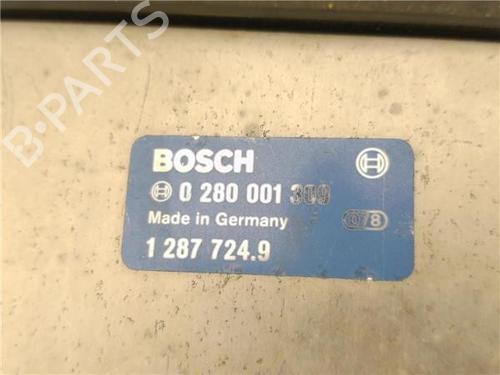 B-PARTS
BOSCH
0 280 001 309
Made in Germany
078
1 287 724.9